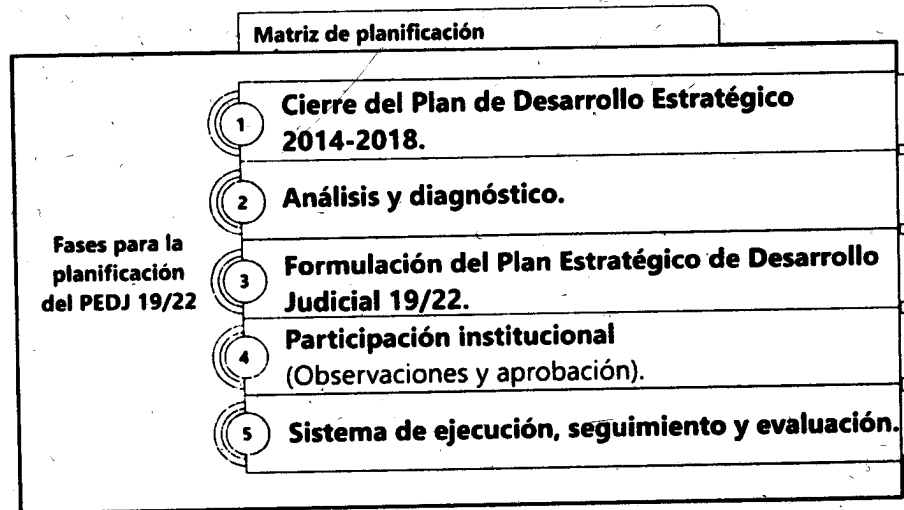 Matriz de planificación
Fases para la
planificación
del PEDJ 19/22
1
Cierre del Plan de Desarrollo Estratégico
2014-2018.
2
Análisis y diagnóstico.
3
Formulación del Plan Estratégico de Desarrollo
Judicial 19/22.
4
Participación institucional
(Observaciones y aprobación).
5
Sistema de ejecución, seguimiento y evaluación.